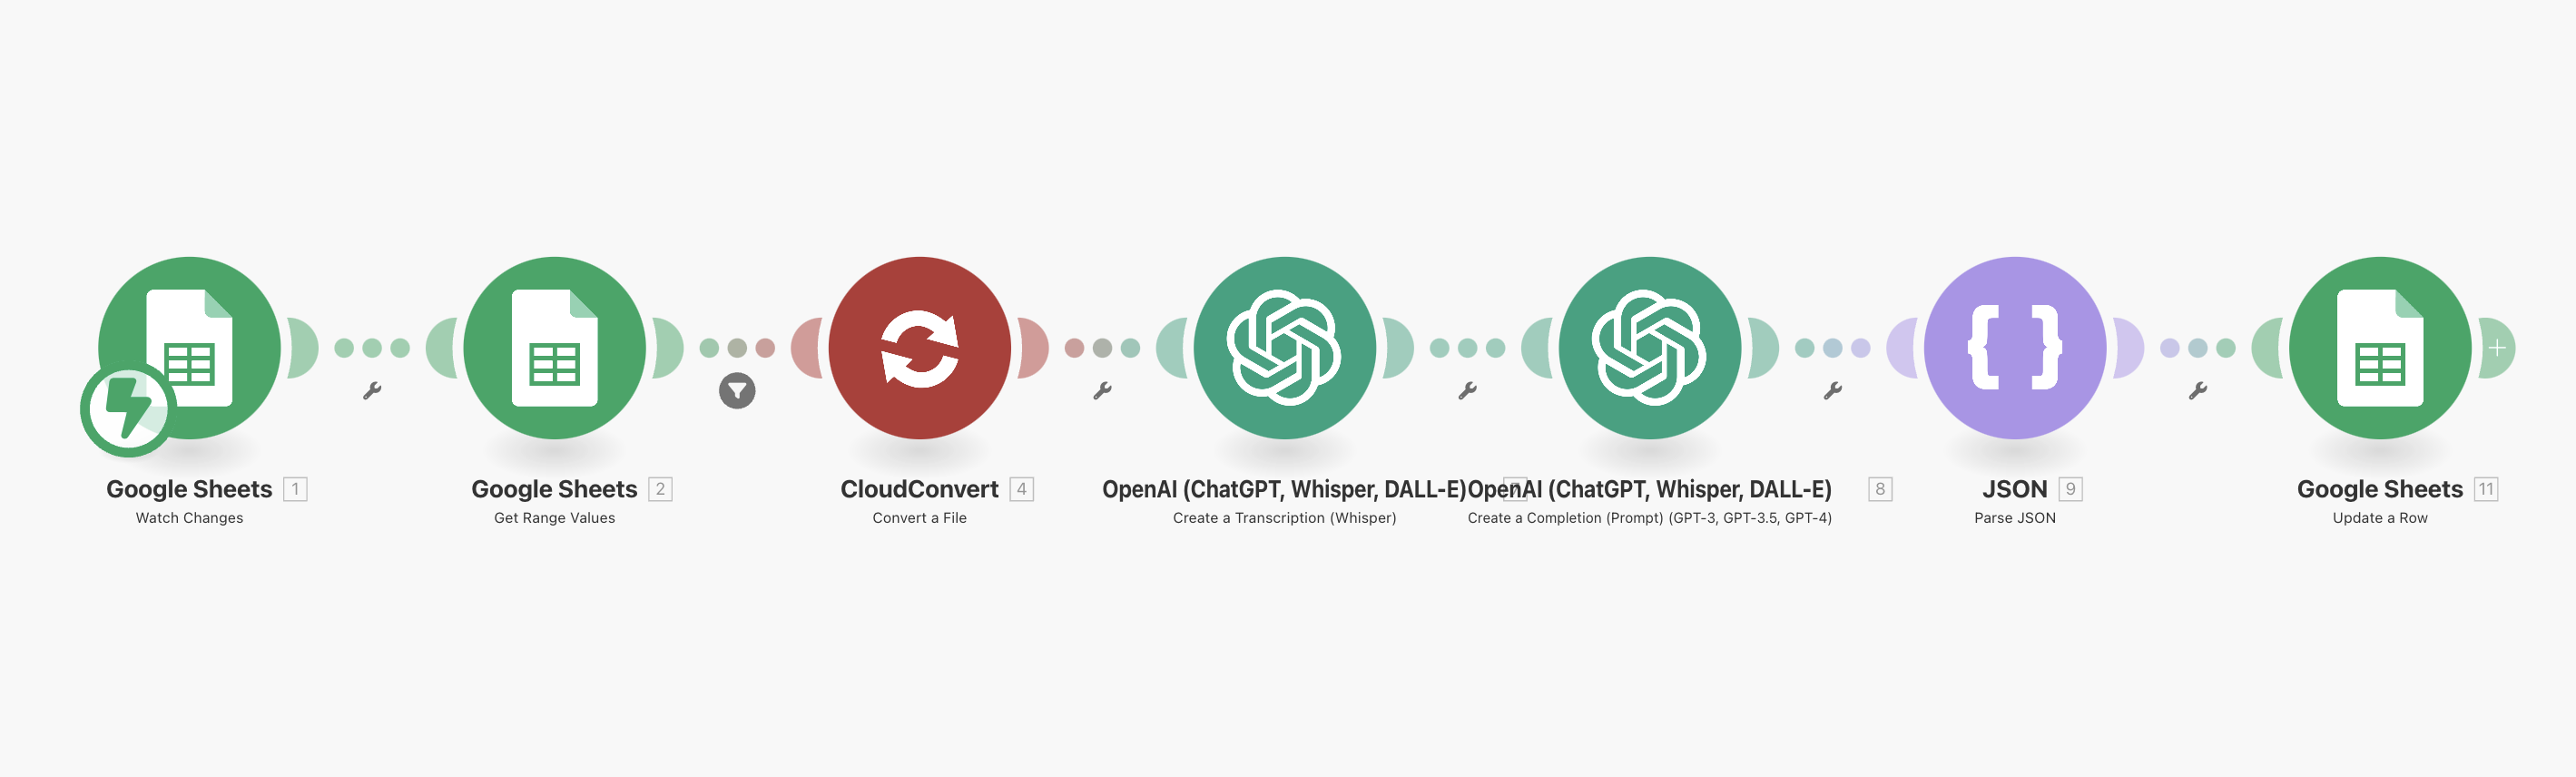 Google Sheets 1
Watch Changes
Google Sheets 2
Get Range Values
CloudConvert 4
Convert a File
OpenAI (ChatGPT, Whisper, DALL-E)
Create a Transcription (Whisper)
OpenAI (ChatGPT, Whisper, DALL-E) 8
Create a Completion (Prompt) (GPT-3, GPT-3.5, GPT-4)
JSON 9
Parse JSON
Google Sheets 11
Update a Row